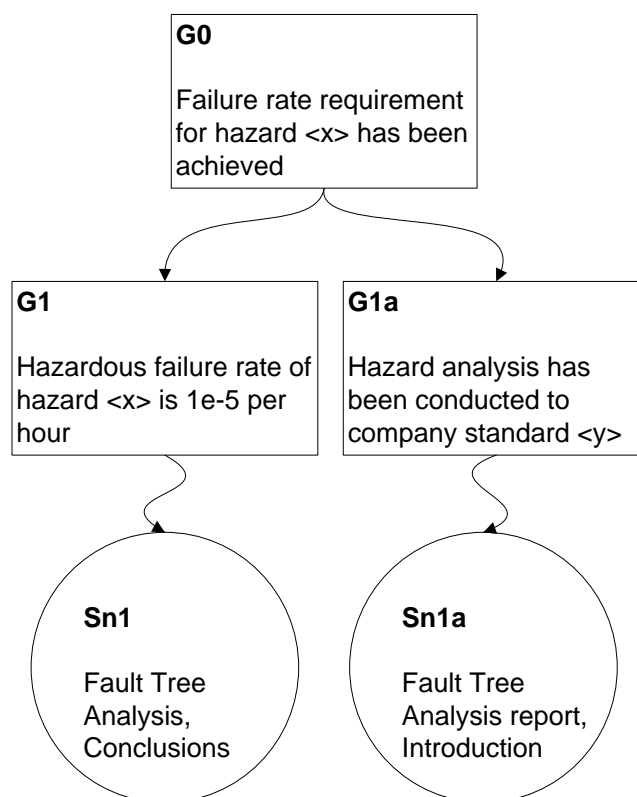 G0
Failure rate requirement
for hazard <x> has been
achieved
G1
Hazardous failure rate of
hazard <x> is 1e-5 per
hour
G1a
Hazard analysis has
been conducted to
company standard <y>
Sn1
Fault Tree
Analysis,
Conclusions
Sn1a
Fault Tree
Analysis report,
Introduction